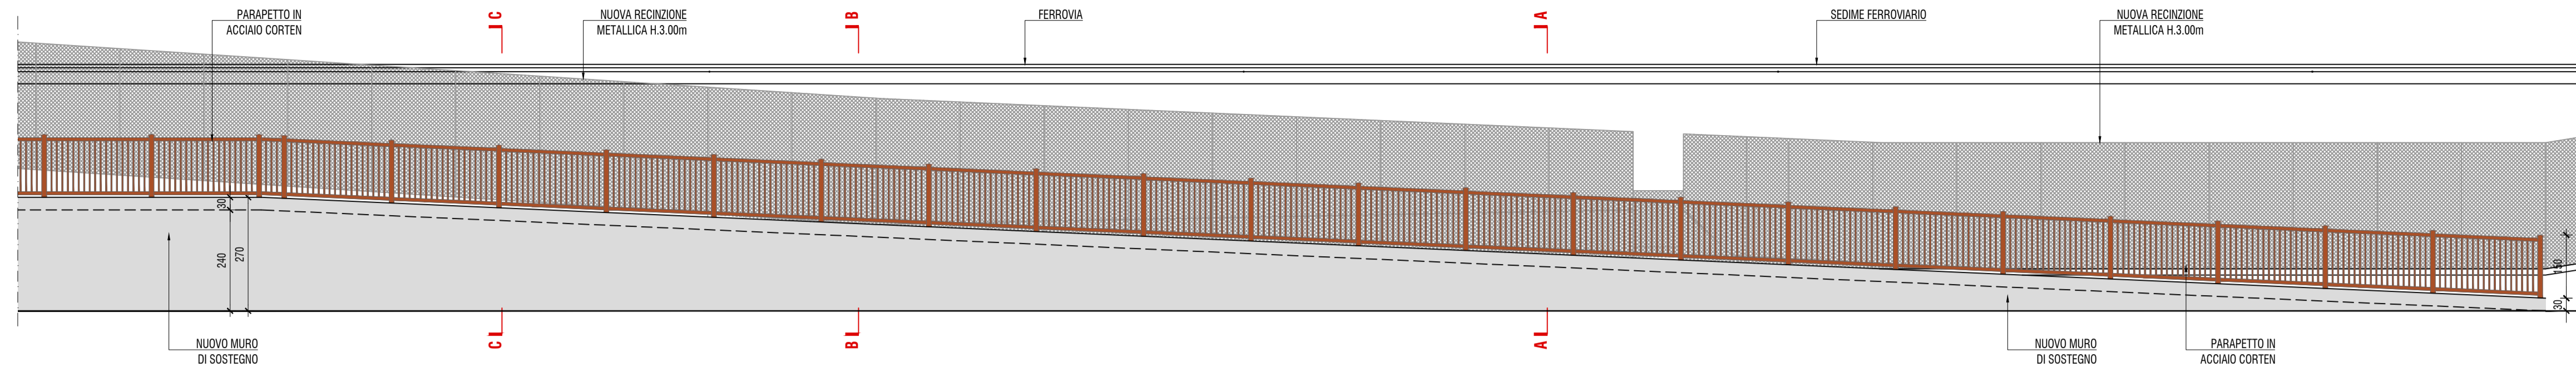 PARAPETTO IN
ACCIAIO CORTEN
C
NUOVA RECINZIONE
METALLICA H.3.00m
B
FERROVIA
A
SEDIME FERROVIARIO
NUOVA RECINZIONE
METALLICA H.3.00m
30
240
270
150
30
NUOVO MURO
DI SOSTEGNO
C
B
A
NUOVO MURO
DI SOSTEGNO
PARAPETTO IN
ACCIAIO CORTEN